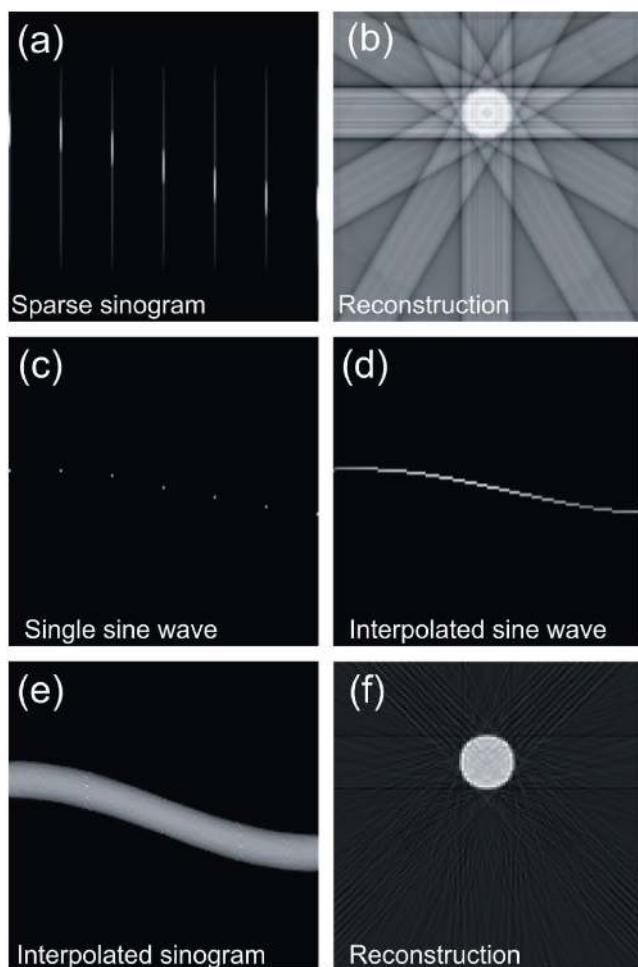 (a)
Sparse sinogram
(b)
Reconstruction
(c)
Single sine wave
(d)
Interpolated sine wave
(e)
Interpolated sinogram
(f)
Reconstruction